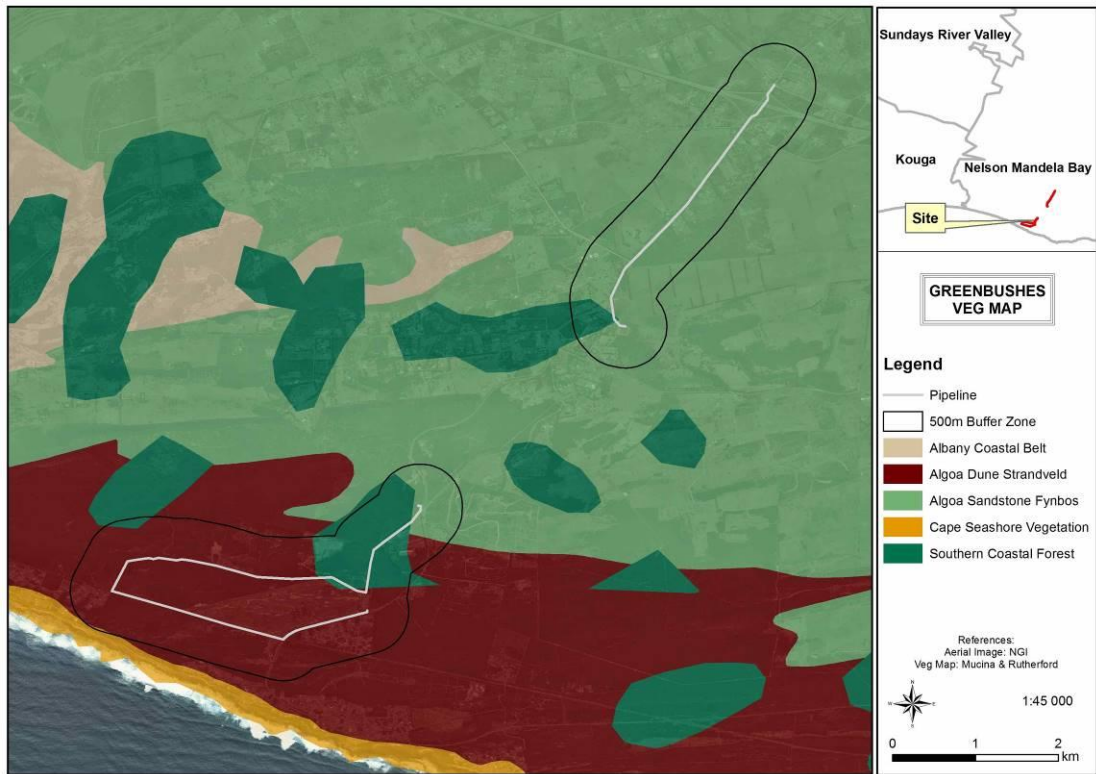 Sundays River Valley
Kouga
Nelson Mandela Bay
Site
GREENBUSHES
VEG MAP
Legend
Pipeline
500m Buffer Zone
Albany Coastal Belt
Algoa Dune Strandveld
Algoa Sandstone Fynbos
Cape Seashore Vegetation
Southern Coastal Forest
References:
Aerial Image: NGI
Veg Map: Mucina & Rutherford
N
W E
S
1:45 000
0 1 2
km